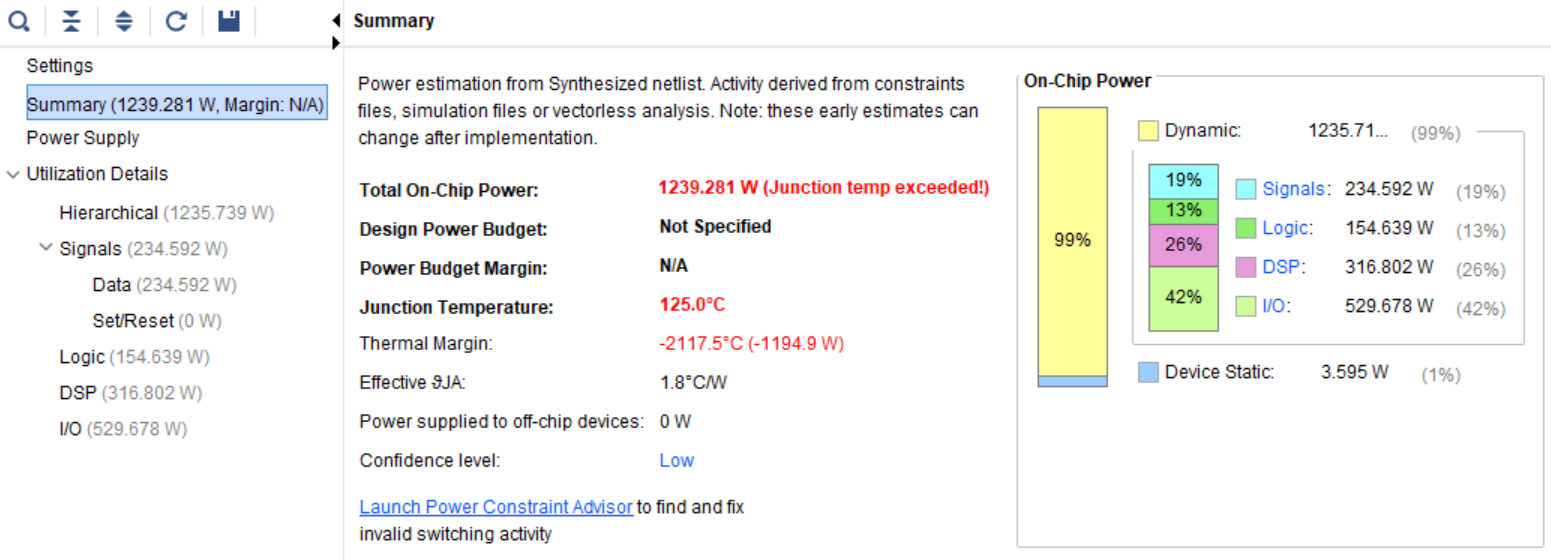 Summary
Settings
Summary (1239.281 W, Margin: N/A)
Power Supply
Utilization Details
Hierarchical (1235.739 W)
Signals (234.592 W)
Data (234.592 W)
Set/Reset (0 W)
Logic (154.639 W)
DSP (316.802 W)
I/O (529.678 W)
Power estimation from Synthesized netlist. Activity derived from constraints
files, simulation files or vectorless analysis. Note: these early estimates can
change after implementation.
Total On-Chip Power: 1239.281 W (Junction temp exceeded!)
Design Power Budget: Not Specified
Power Budget Margin: N/A
Junction Temperature: 125.0°C
Thermal Margin: -2117.5°C (-1194.9 W)
Effective ϑJA: 1.8°C/W
Power supplied to off-chip devices: 0 W
Confidence level: Low
Launch Power Constraint Advisor to find and fix
invalid switching activity
On-Chip Power
Dynamic: 1235.71... (99%)
99%
19% Signals: 234.592 W (19%)
13% Logic: 154.639 W (13%)
26% DSP: 316.802 W (26%)
42% I/O: 529.678 W (42%)
Device Static: 3.595 W (1%)